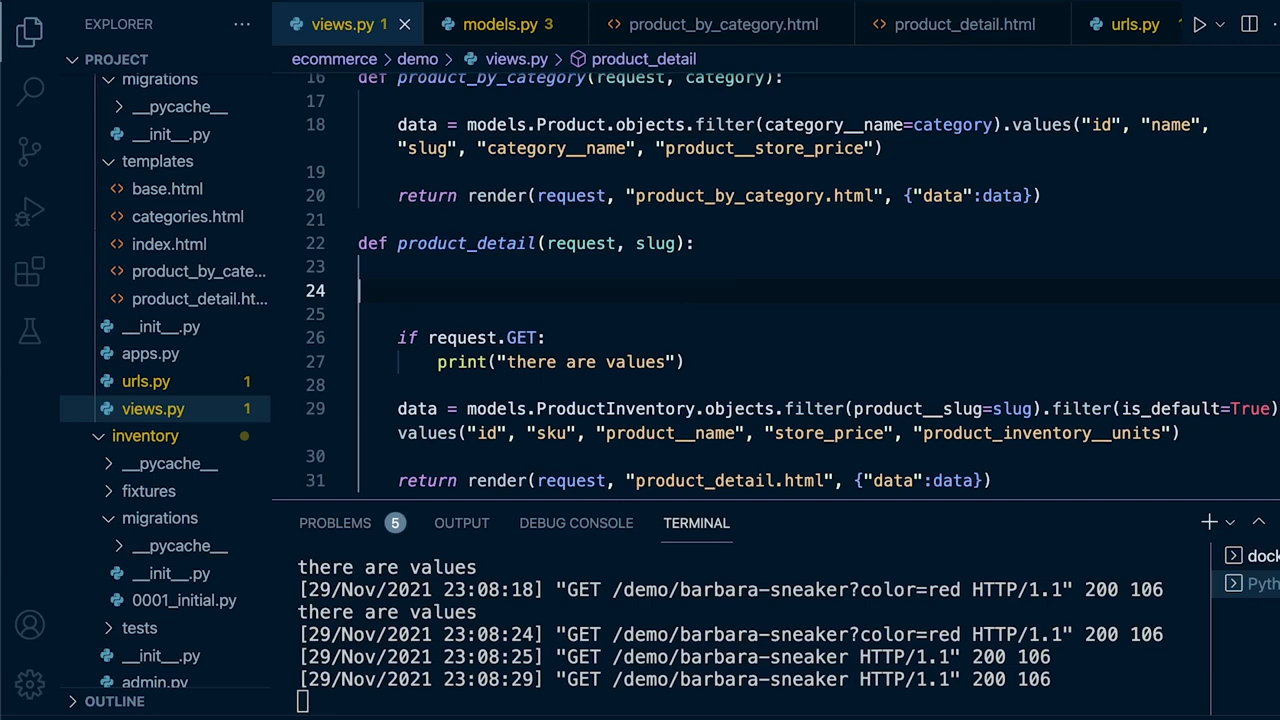 EXPLORER
···
views.py 1
models.py 3
product_by_category.html
product_detail.html
urls.py
PROJECT
ecommerce > demo > views.py > product_detail
migrations
__pycache__
__init__.py
templates
base.html
categories.html
index.html
product_by_cate...
product_detail.ht...
__init__.py
apps.py
urls.py 1
views.py 1
inventory
__pycache__
fixtures
migrations
__pycache__
__init__.py
0001_initial.py
tests
__init__.py
admin.py
OUTLINE
16 def product_by_category(request, category):
17
18 data = models.Product.objects.filter(category__name=category).values("id", "name",
"slug", "category__name", "product__store_price")
19
20 return render(request, "product_by_category.html", {"data":data})
21
22 def product_detail(request, slug):
23
24
25
26 if request.GET:
27 print("there are values")
28
29 data = models.ProductInventory.objects.filter(product__slug=slug).filter(is_default=True)
values("id", "sku", "product__name", "store_price", "product_inventory__units")
30
31 return render(request, "product_detail.html", {"data":data})
PROBLEMS 5 OUTPUT DEBUG CONSOLE TERMINAL
there are values
[29/Nov/2021 23:08:18] "GET /demo/barbara-sneaker?color=red HTTP/1.1" 200 106
there are values
[29/Nov/2021 23:08:24] "GET /demo/barbara-sneaker?color=red HTTP/1.1" 200 106
[29/Nov/2021 23:08:25] "GET /demo/barbara-sneaker HTTP/1.1" 200 106
[29/Nov/2021 23:08:29] "GET /demo/barbara-sneaker HTTP/1.1" 200 106
dock
Pyth